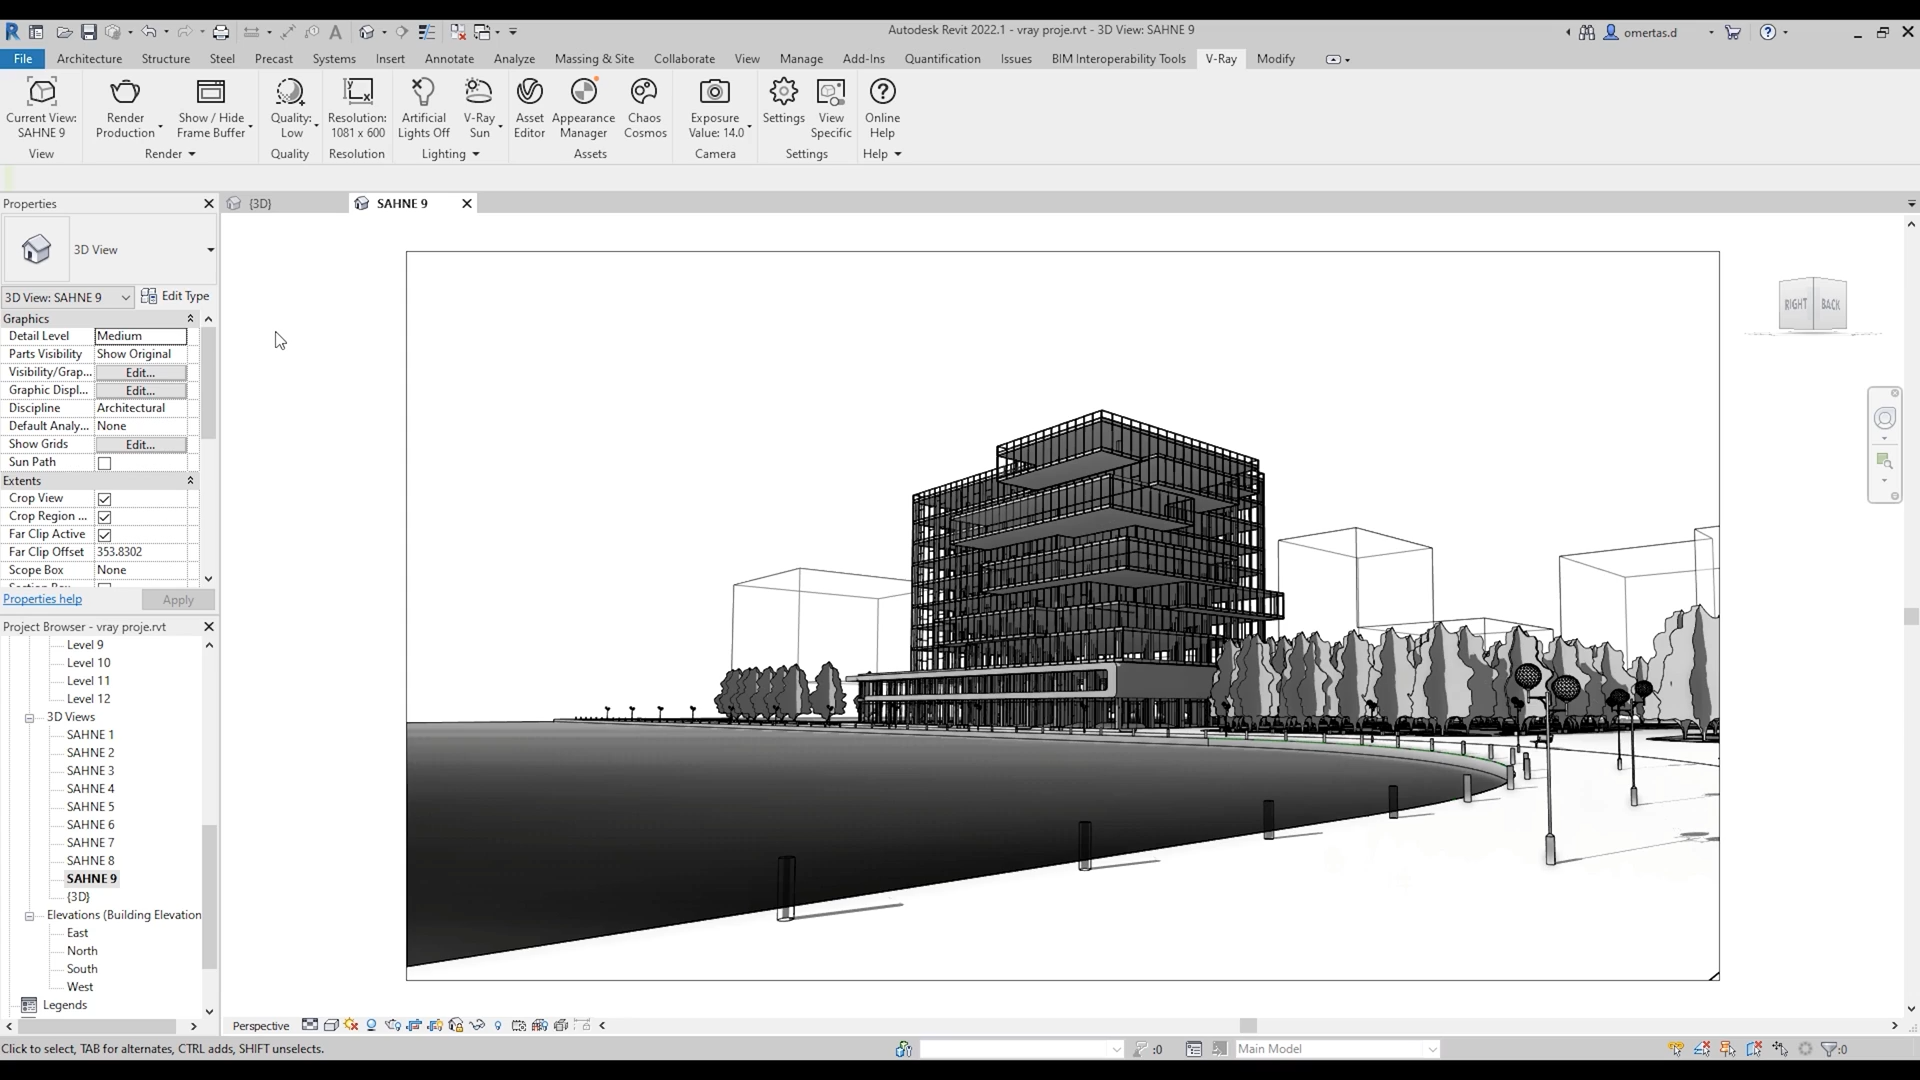 Autodesk Revit 2022.1 - vray proje.rvt - 3D View: SAHNE 9
omertas.d
File Architecture Structure Steel Precast Systems Insert Annotate Analyze Massing & Site Collaborate View Manage Add-Ins Quantification Issues BIM Interoperability Tools V-Ray Modify
Current View: SAHNE 9
Render Production
Show / Hide Frame Buffer
Quality: Low
Resolution: 1081 x 600
Artificial Lights Off
V-Ray Sun
Asset Editor
Appearance Manager
Chaos Cosmos
Exposure Value: 14.0
Settings
View Specific
Online Help
View Render Quality Resolution Lighting Assets Camera Settings Help
Properties
{3D}
SAHNE 9
3D View
3D View: SAHNE 9 Edit Type
Graphics
Detail Level Medium
Parts Visibility Show Original
Visibility/Grap... Edit...
Graphic Displ... Edit...
Discipline Architectural
Default Analy... None
Show Grids Edit...
Sun Path
Extents
Crop View
Crop Region ...
Far Clip Active
Far Clip Offset 353.8302
Scope Box None
Properties help Apply
RIGHT BACK
Project Browser - vray proje.rvt
Level 9
Level 10
Level 11
Level 12
3D Views
SAHNE 1
SAHNE 2
SAHNE 3
SAHNE 4
SAHNE 5
SAHNE 6
SAHNE 7
SAHNE 8
SAHNE 9
{3D}
Elevations (Building Elevation
East
North
South
West
Legends
Perspective
Click to select, TAB for alternates, CTRL adds, SHIFT unselects.
:0
Main Model
:0